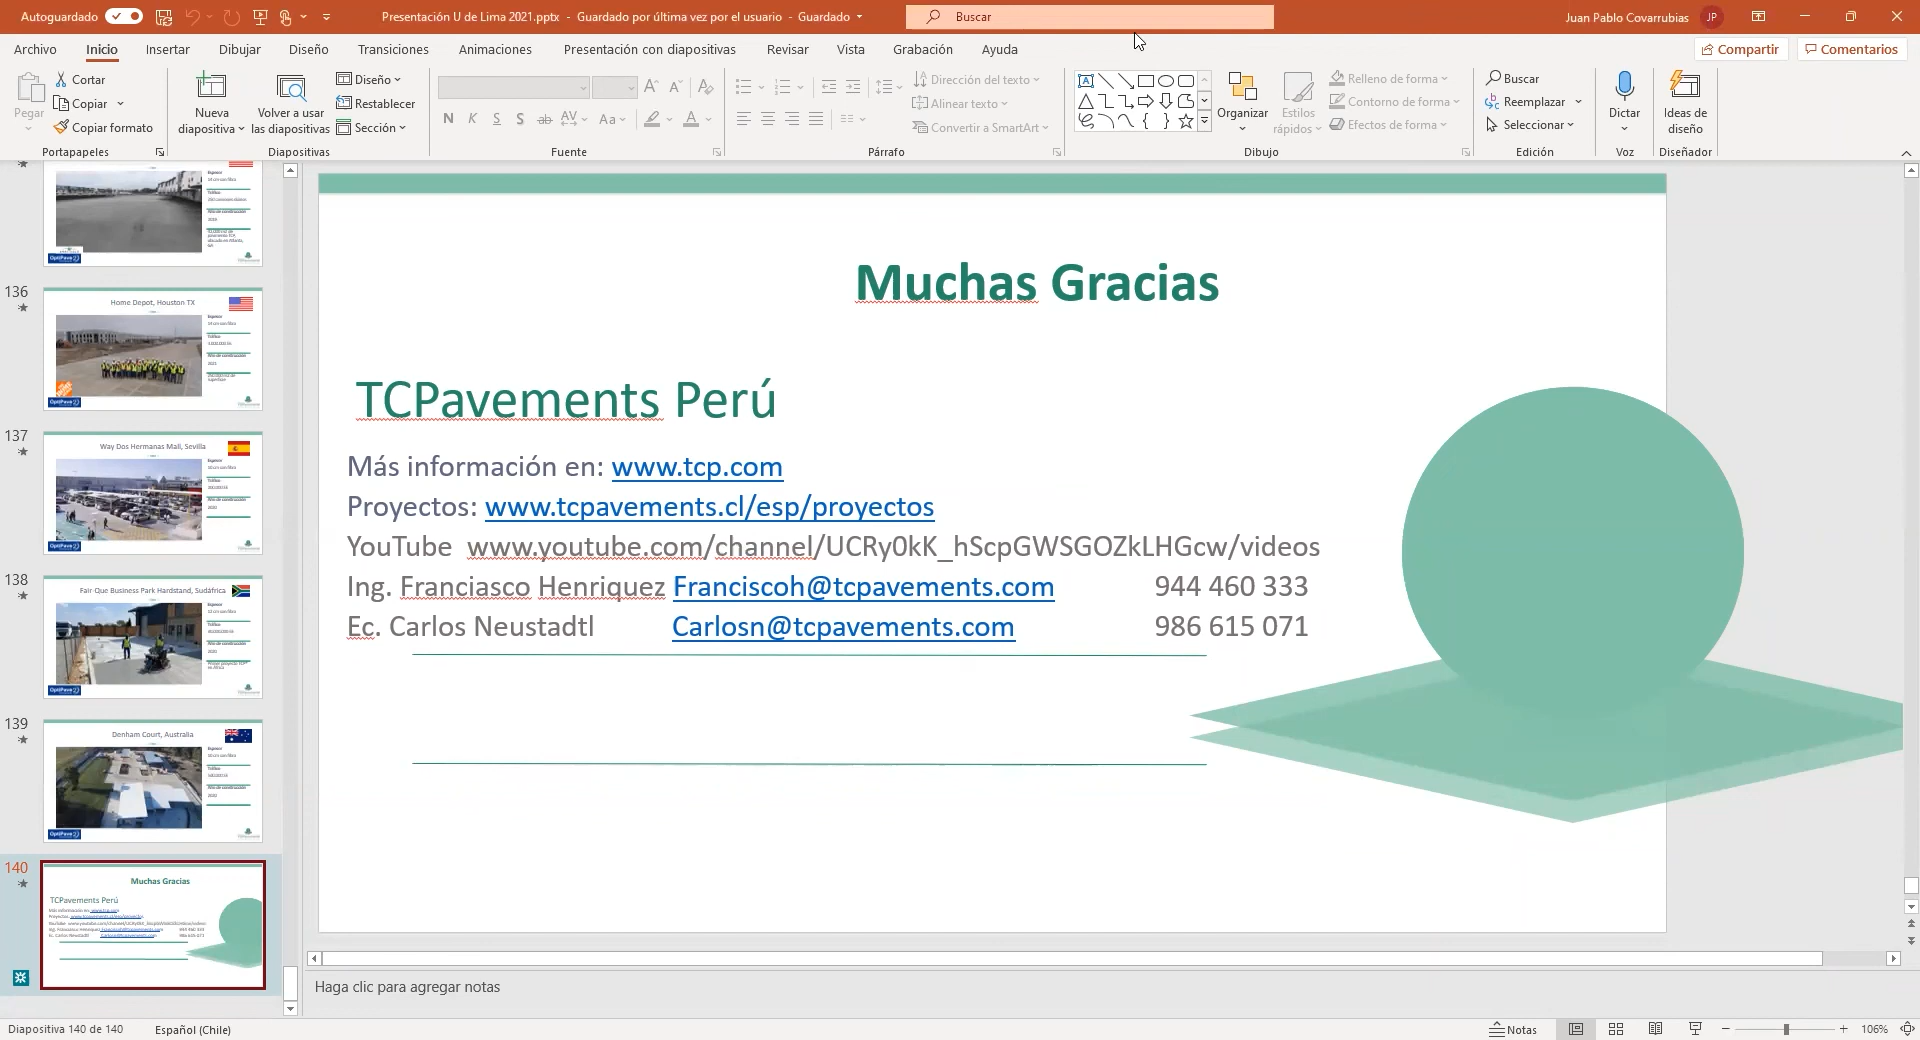 Autoguardado
Presentación U de Lima 2021.pptx - Guardado por última vez por el usuario - Guardado
Buscar
Juan Pablo Covarrubias
JP
Archivo Inicio Insertar Dibujar Diseño Transiciones Animaciones Presentación con diapositivas Revisar Vista Grabación Ayuda
Compartir
Comentarios
Pegar
Cortar
Copiar
Copiar formato
Portapapeles
Nueva diapositiva
Volver a usar las diapositivas
Diseño
Restablecer
Sección
Diapositivas
N K S S ab AV Aa A
Fuente
Dirección del texto
Alinear texto
Convertir a SmartArt
Párrafo
Organizar
Estilos rápidos
Relleno de forma
Contorno de forma
Efectos de forma
Dibujo
Buscar
Reemplazar
Seleccionar
Edición
Dictar
Voz
Ideas de diseño
Diseñador
136
Home Depot, Houston TX
137
Way Dos Hermanas Mall, Sevilla
138
Fair-Que Business Park Hardstand, Sudáfrica
139
Denham Court, Australia
140
Muchas Gracias
TCPavements Perú
Muchas Gracias
TCPavements Perú
Más información en: www.tcp.com
Proyectos: www.tcpavements.cl/esp/proyectos
YouTube www.youtube.com/channel/UCRy0kK_hScpGWSGOZkLHGcw/videos
Ing. Franciasco Henriquez Franciscoh@tcpavements.com 944 460 333
Ec. Carlos Neustadtl Carlosn@tcpavements.com 986 615 071
Haga clic para agregar notas
Diapositiva 140 de 140
Español (Chile)
Notas
106%